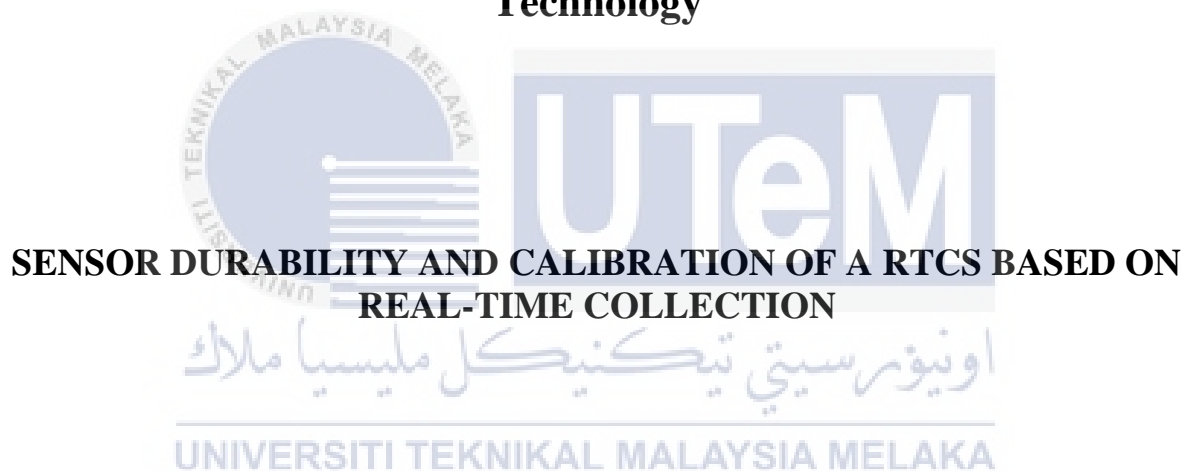 Technology
UNIVERSITI TEKNIKAL MALAYSIA MELAKA
UTeM
SENSOR DURABILITY AND CALIBRATION OF A RTCS BASED ON
REAL-TIME COLLECTION
اونيۏرسيتي تيكنيكل مليسيا ملاك
UNIVERSITI TEKNIKAL MALAYSIA MELAKA